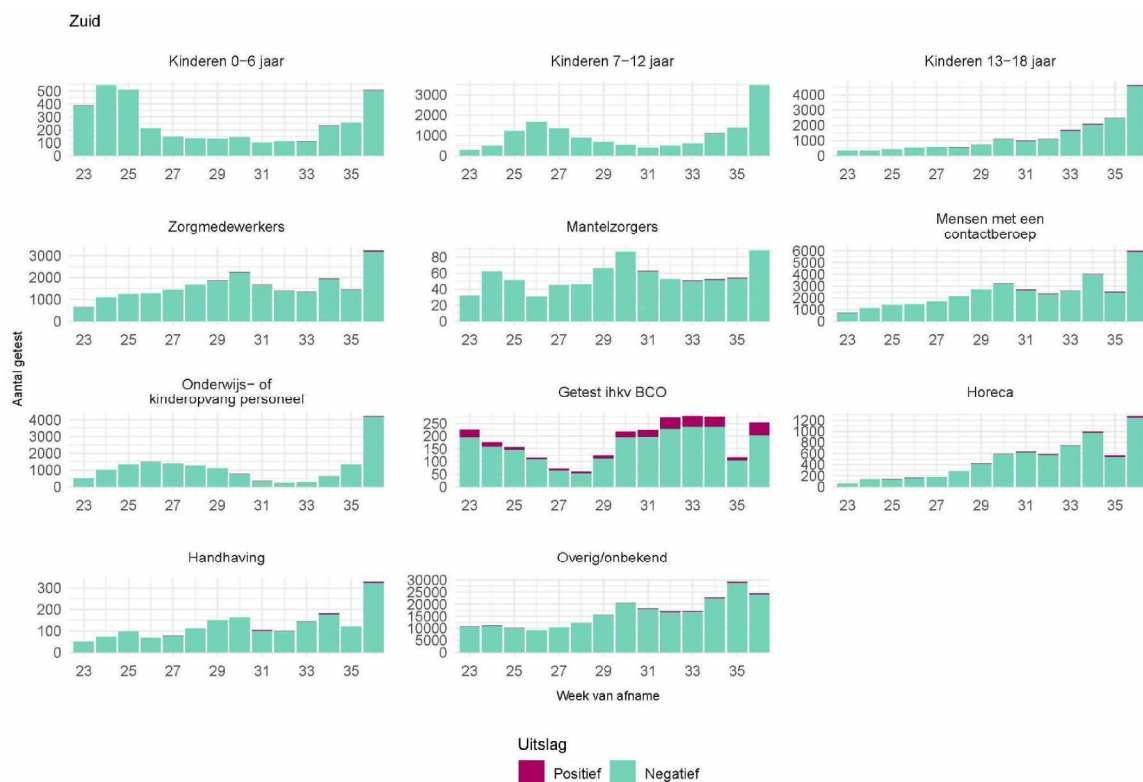 Zuid
Kinderen 0–6 jaar
Kinderen 7–12 jaar
Kinderen 13–18 jaar
500
400
300
200
100
0
23 25 27 29 31 33 35
3000
2000
1000
0
23 25 27 29 31 33 35
4000
3000
2000
1000
0
23 25 27 29 31 33 35
Zorgmedewerkers
Mantelzorgers
Mensen met een
contactberoep
3000
2000
1000
0
23 25 27 29 31 33 35
80
60
40
20
0
23 25 27 29 31 33 35
6000
5000
4000
3000
2000
1000
0
23 25 27 29 31 33 35
Aantal getest
Onderwijs– of
kinderopvang personeel
Getest ihkv BCO
Horeca
4000
3000
2000
1000
0
23 25 27 29 31 33 35
250
200
150
100
50
0
23 25 27 29 31 33 35
1200
1000
800
600
400
200
0
23 25 27 29 31 33 35
Handhaving
Overig/onbekend
300
200
100
0
23 25 27 29 31 33 35
30000
25000
20000
15000
10000
5000
0
23 25 27 29 31 33 35
Week van afname
Uitslag
Positief Negatief